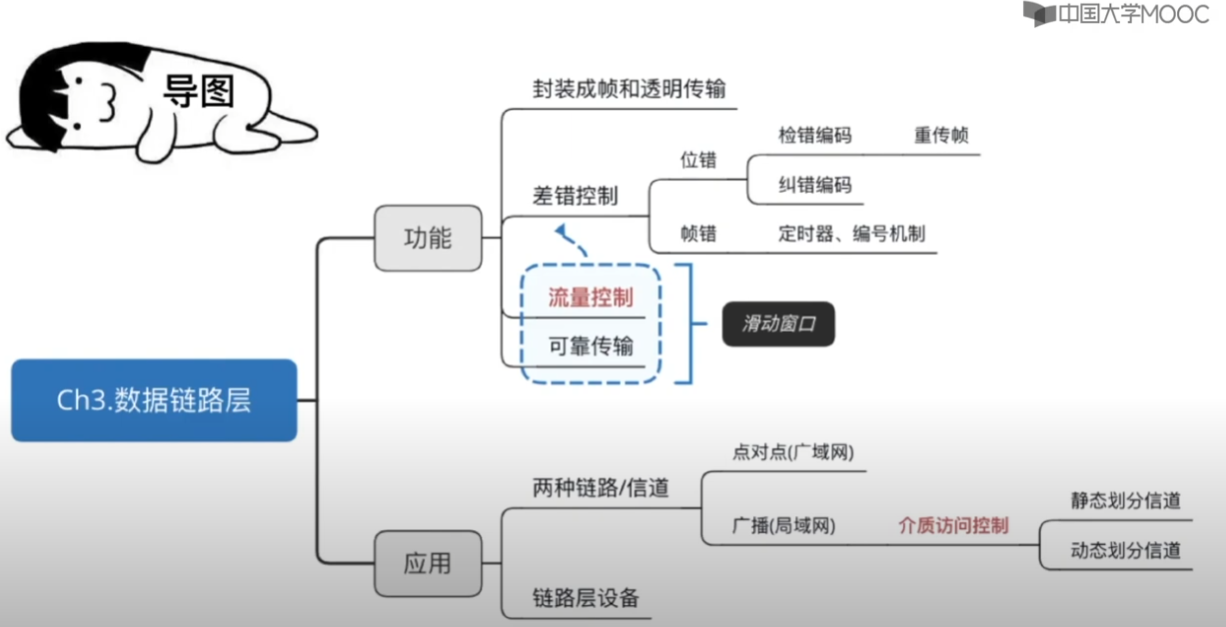 中国大学MOOC
导图
封装成帧和透明传输
检错编码 重传帧
位错
纠错编码
差错控制
帧错 定时器、编号机制
功能
流量控制
滑动窗口
可靠传输
Ch3.数据链路层
点对点(广域网)
两种链路/信道
静态划分信道
广播(局域网) 介质访问控制
动态划分信道
应用
链路层设备